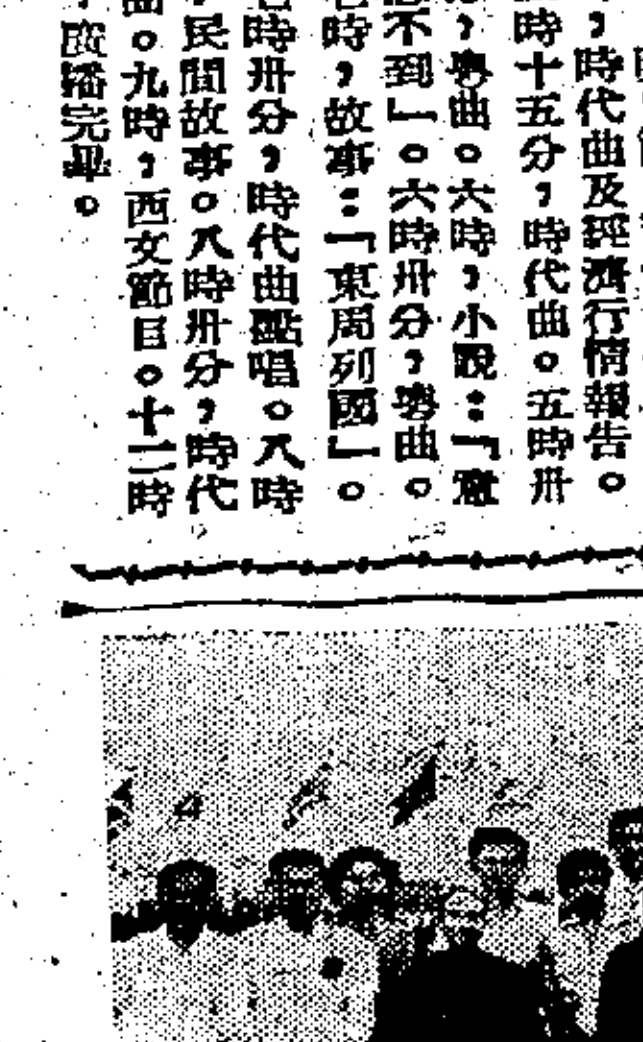 ，時代曲及經濟行情報告。
時十五分，時代曲。五時卅
，粵曲。六時，小說：「意
不到」。六時卅分，粵曲。
時，故事：「東周列國」。
時卅分，時代曲點唱。八時
民間故事。八時卅分，時代
曲。九時，西文節目。十二時
廣播完畢。